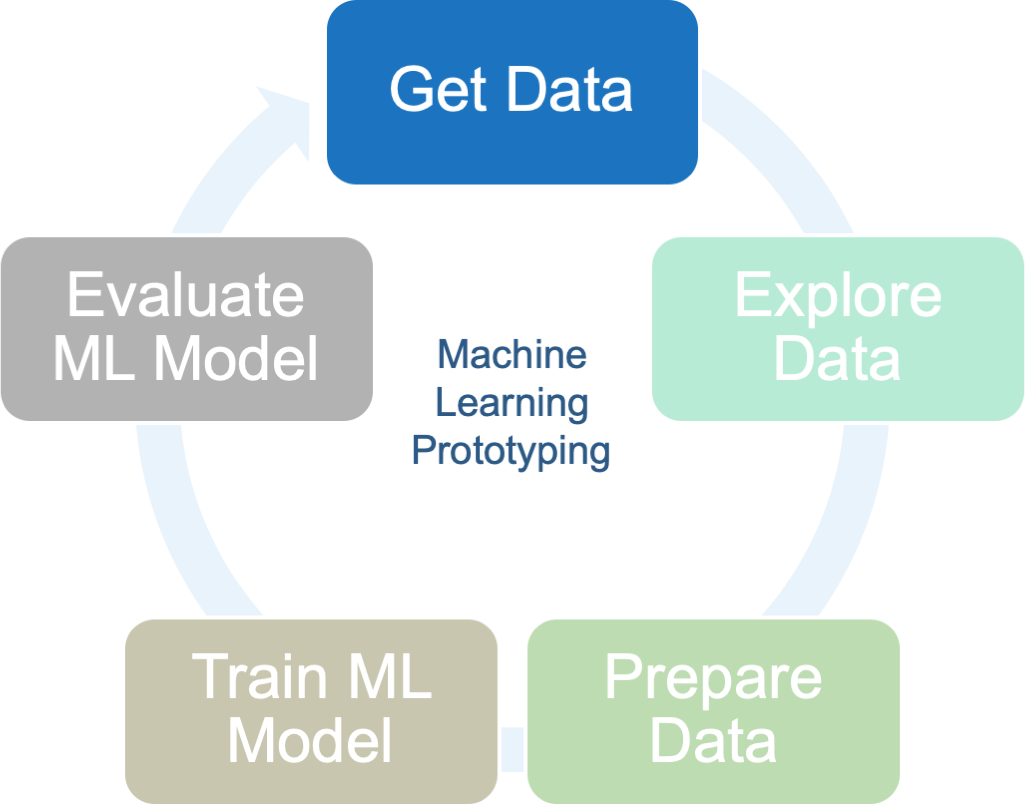 Get Data
Explore
Data
Prepare
Data
Train ML
Model
Evaluate
ML Model
Machine
Learning
Prototyping